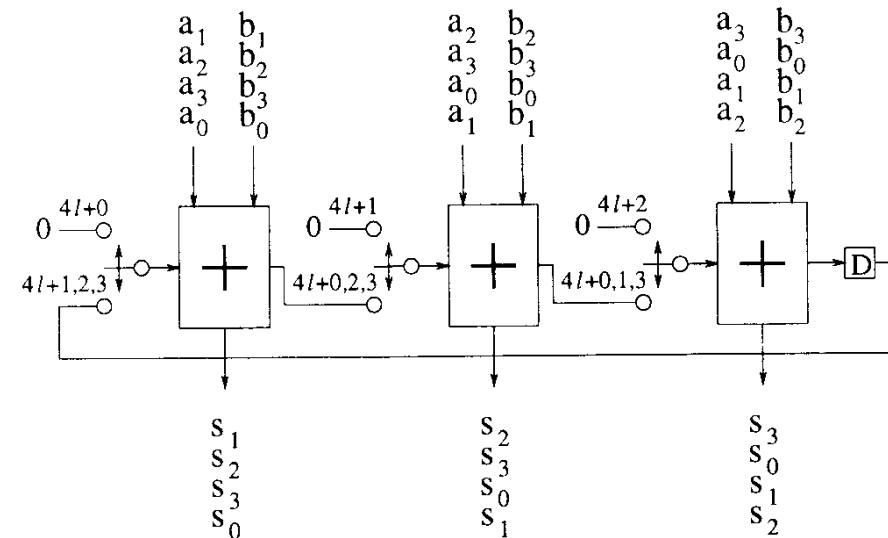 a₁ b₁ a₂ b₂ a₃ b₃
a₂ b₂ a₃ b₃ a₀ b₀
a₃ b₃ a₀ b₀ a₁ b₁
a₀ b₀ a₁ b₁ a₂ b₂
0 4l+0 0 4l+1 0 4l+2
+ + + D
4l+1,2,3 4l+0,2,3 4l+0,1,3
s₁ s₂ s₃
s₂ s₃ s₀
s₃ s₀ s₁
s₀ s₁ s₂